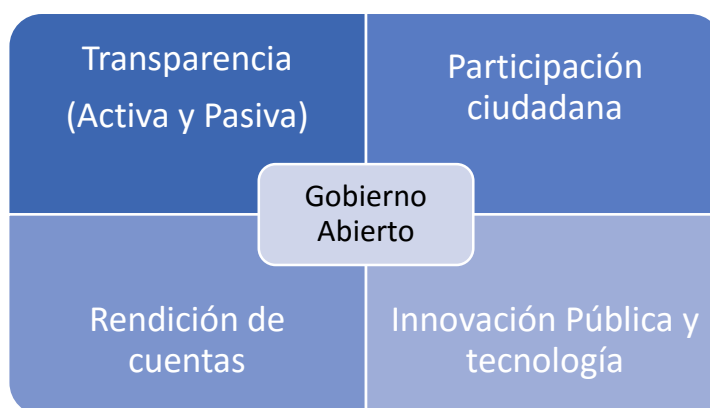 Transparencia
(Activa y Pasiva)
Participación
ciudadana
Gobierno
Abierto
Rendición de
cuentas
Innovación Pública y
tecnología